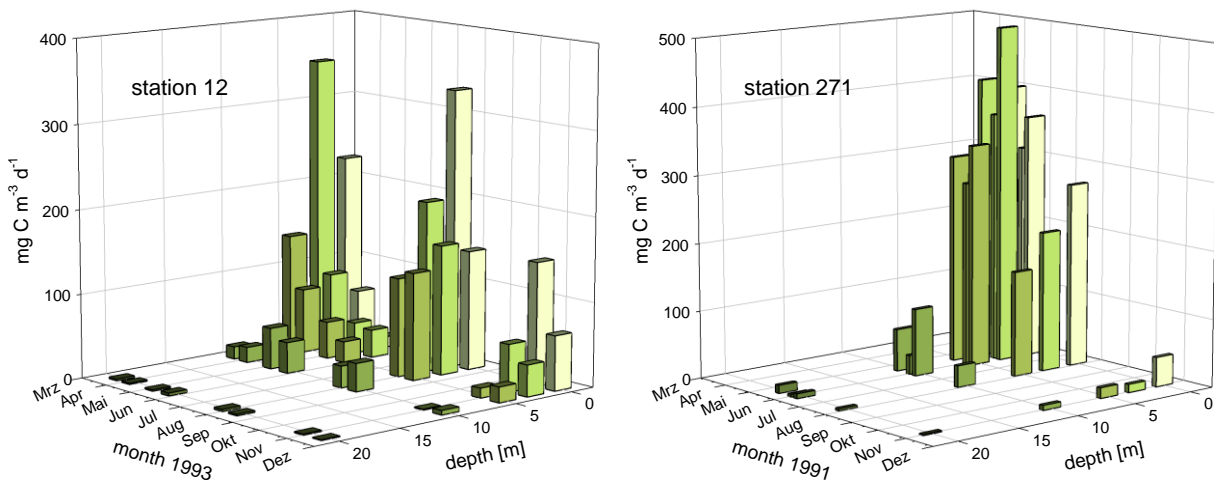 station 12
mg C m⁻³ d⁻¹
400
300
200
100
0
Mrz
Apr
Mai
Jun
Jul
Aug
Sep
Okt
Nov
Dez
month 1993
20
15
10
5
0
depth [m]
station 271
mg C m⁻³ d⁻¹
500
400
300
200
100
0
Mrz
Apr
Mai
Jun
Jul
Aug
Sep
Okt
Nov
Dez
month 1991
20
15
10
5
0
depth [m]